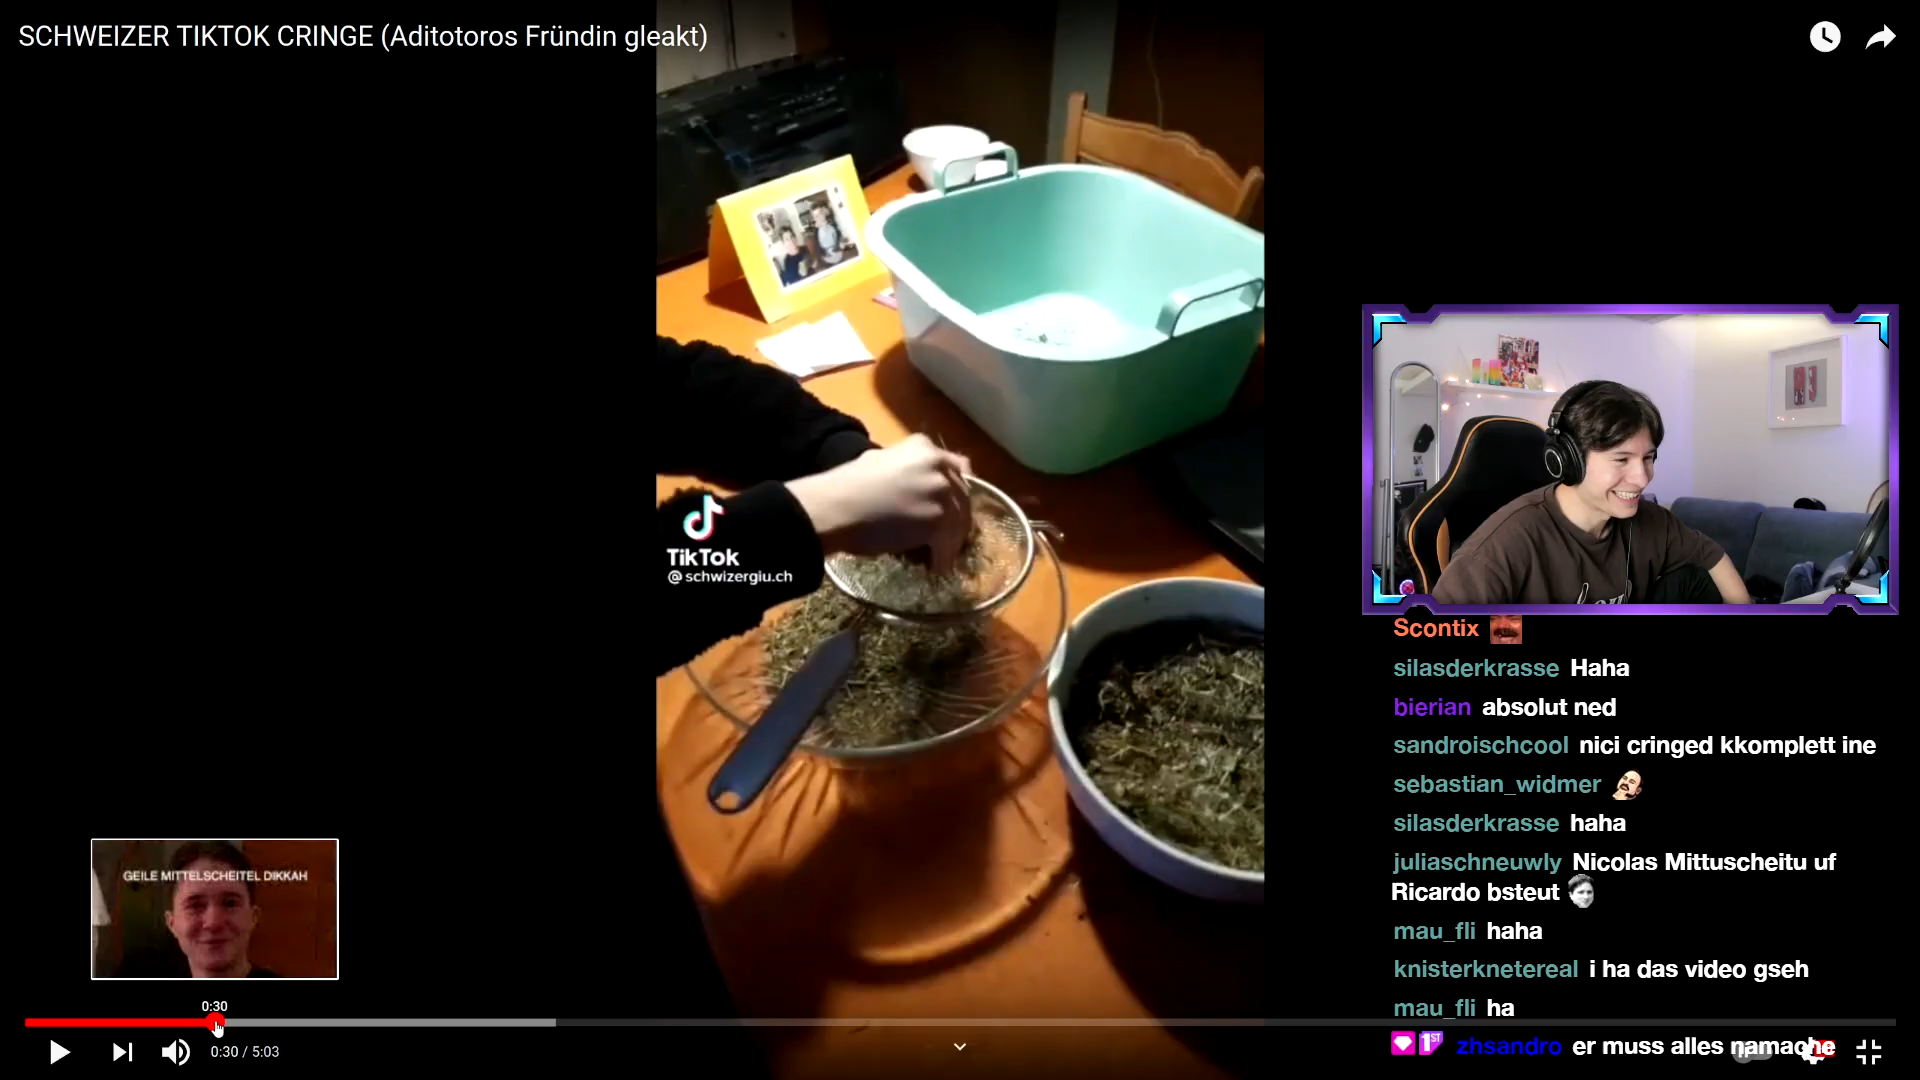 SCHWEIZER TIKTOK CRINGE (Aditotoros Fründin gleakt)
TikTok
@schwizergiu.ch
Scontix
silasderkrasse Haha
bierian absolut ned
sandroischcool nici cringed kkomplett ine
sebastian_widmer
silasderkrasse haha
juliaschneuwly Nicolas Mittuscheitu uf
Ricardo bsteut
mau_fli haha
knisterknetereal i ha das video gseh
mau_fli ha
1ST zhsandro er muss alles namache
GEILE MITTELSCHEITEL DIKKAH
0:30
0:30 / 5:03